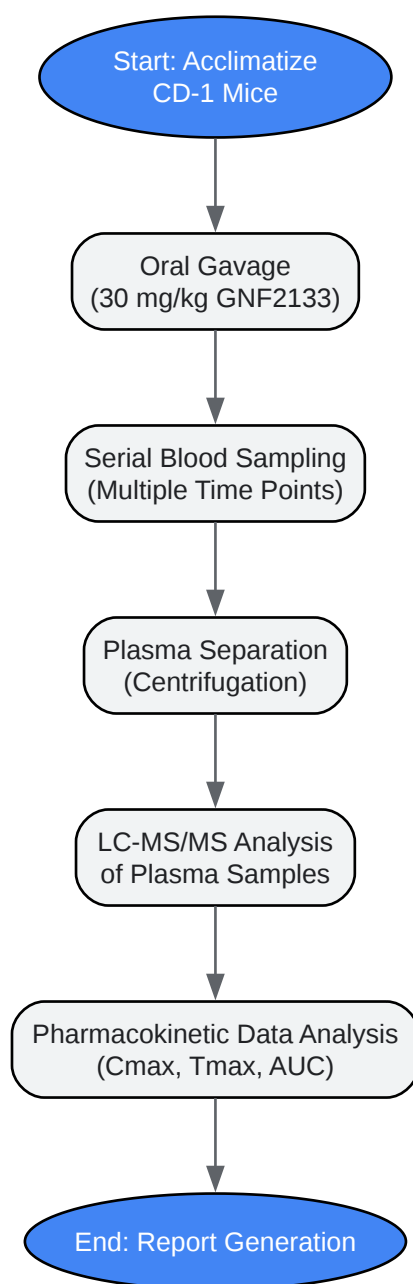 Start: Acclimatize
CD-1 Mice
Oral Gavage
(30 mg/kg GNF2133)
Serial Blood Sampling
(Multiple Time Points)
Plasma Separation
(Centrifugation)
LC-MS/MS Analysis
of Plasma Samples
Pharmacokinetic Data Analysis
(Cmax, Tmax, AUC)
End: Report Generation